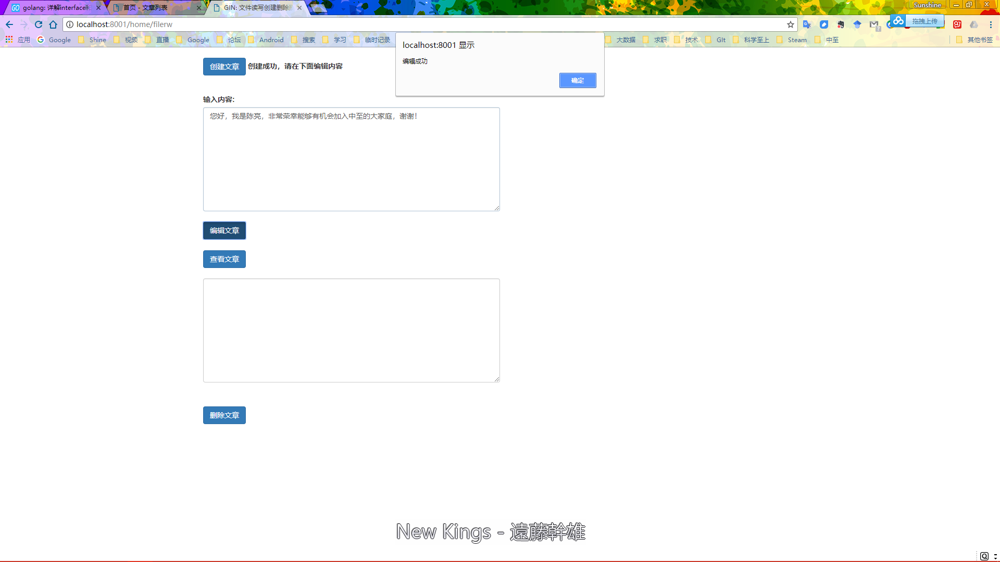 golang: 详解interface和
首页 - 文章列表
GIN: 文件读写创建删除
Sunshine
localhost:8001/home/filerw
拖拽上传
应用 Google Shine 视频 直播 Google 论坛 Android 搜索 学习 临时记录 大数据 求职 技术 GIt 科学至上 Steam 中至 其他书签
localhost:8001 显示
编辑成功
确定
创建文章 创建成功，请在下面编辑内容
输入内容:
您好，我是陈亮，非常荣幸能够有机会加入中至的大家庭，谢谢！
编辑文章
查看文章
删除文章
New Kings - 遠藤幹雄